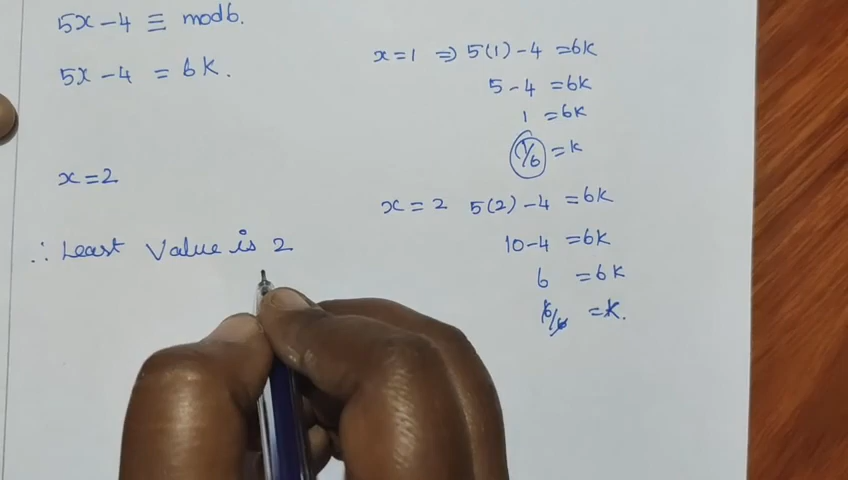 5x - 4 ≡ mod6.
5x - 4 = 6k.
x = 2
∴ Least Value is 2
x = 1 ⇒ 5(1) - 4 = 6k
5 - 4 = 6k
1 = 6k
1/6 = k
x = 2 5(2) - 4 = 6k
10 - 4 = 6k
6 = 6k
6/6 = k.